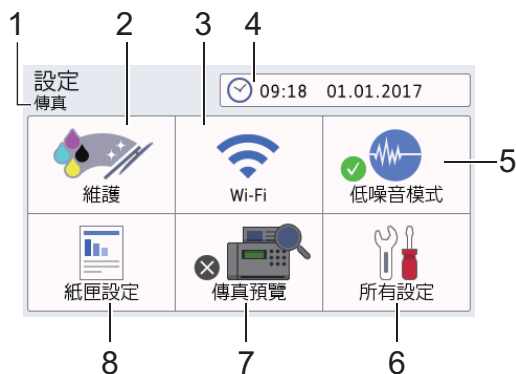 1 2 3 4
設定
傳真
09:18 01.01.2017
維護 Wi-Fi 低噪音模式
5
紙匣設定 傳真預覽 所有設定
8 7 6